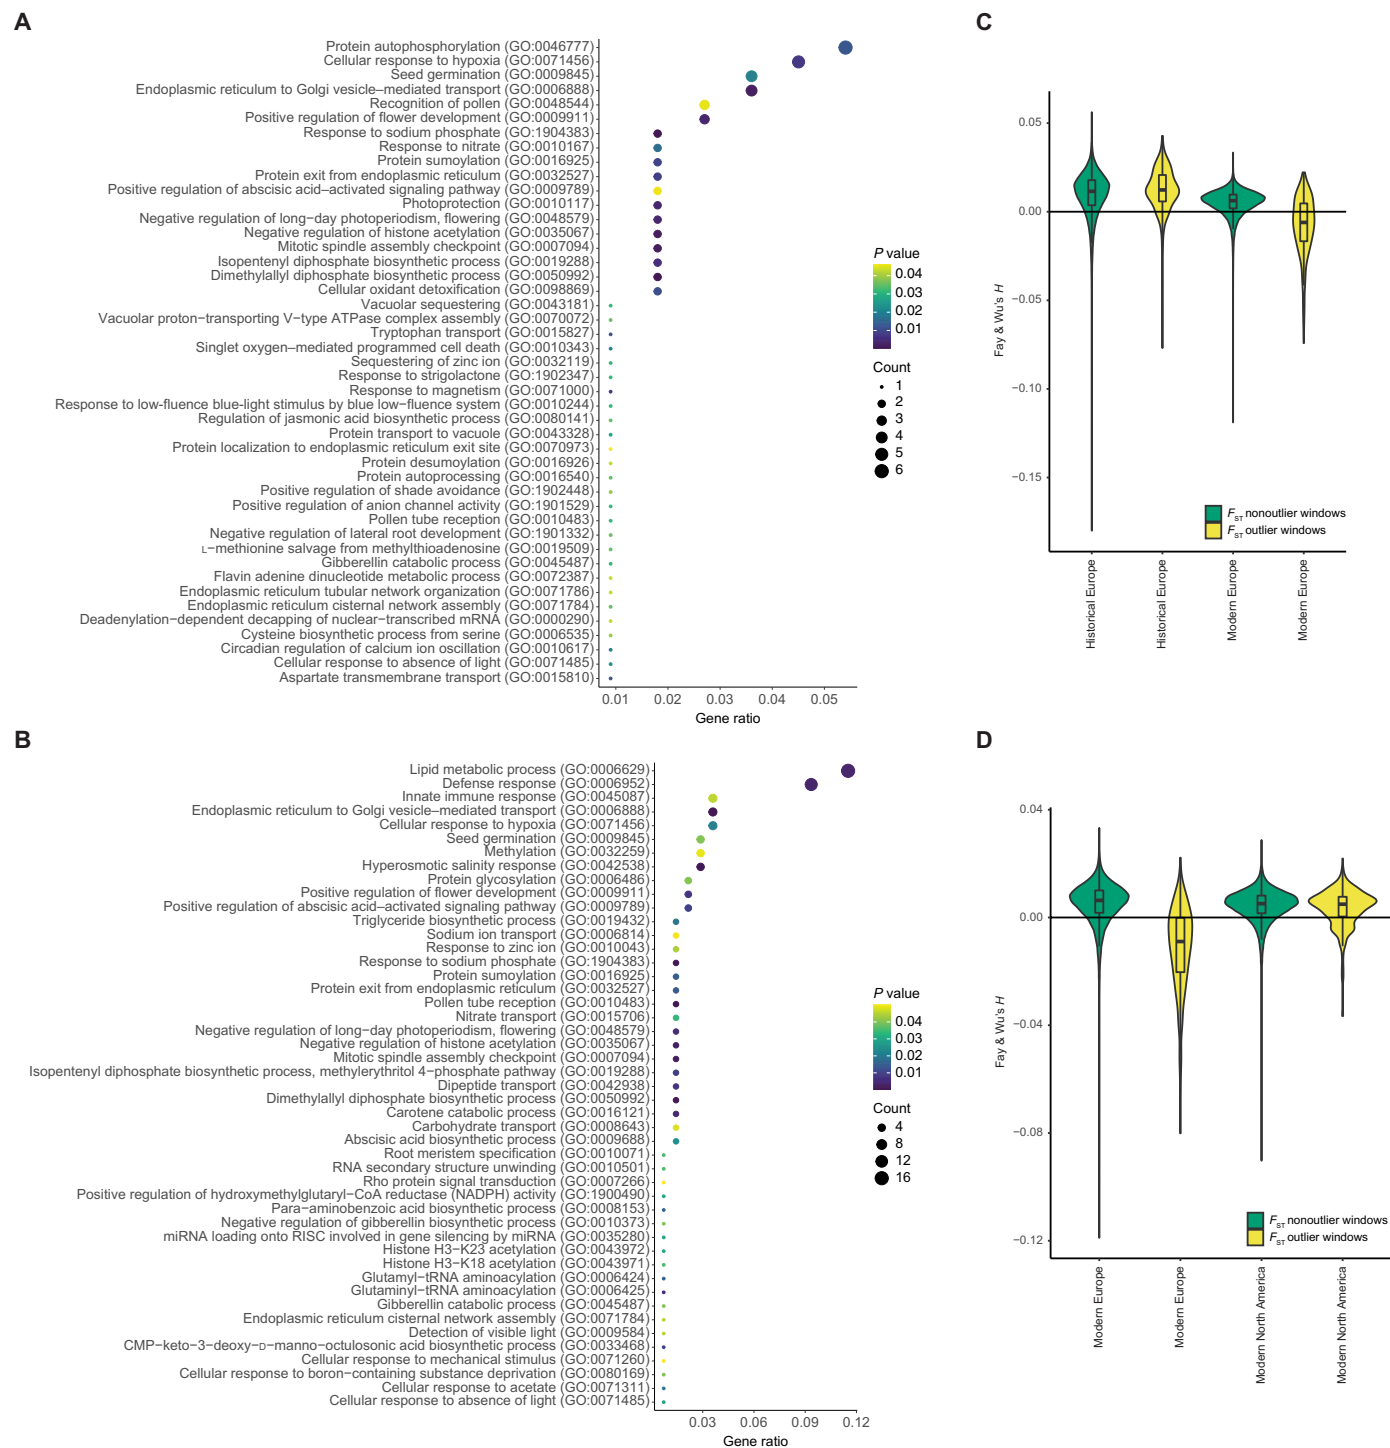 A
Protein autophosphorylation (GO:0046777)
Cellular response to hypoxia (GO:0071456)
Seed germination (GO:0009845)
Endoplasmic reticulum to Golgi vesicle–mediated transport (GO:0006888)
Recognition of pollen (GO:0048544)
Positive regulation of flower development (GO:0009911)
Response to sodium phosphate (GO:1904383)
Response to nitrate (GO:0010167)
Protein sumoylation (GO:0016925)
Protein exit from endoplasmic reticulum (GO:0032527)
Positive regulation of abscisic acid–activated signaling pathway (GO:0009789)
Photoprotection (GO:0010117)
Negative regulation of long−day photoperiodism, flowering (GO:0048579)
Negative regulation of histone acetylation (GO:0035067)
Mitotic spindle assembly checkpoint (GO:0007094)
Isopentenyl diphosphate biosynthetic process (GO:0019288)
Dimethylallyl diphosphate biosynthetic process (GO:0050992)
Cellular oxidant detoxification (GO:0098869)
Vacuolar sequestering (GO:0043181)
Vacuolar proton−transporting V−type ATPase complex assembly (GO:0070072)
Tryptophan transport (GO:0015827)
Singlet oxygen–mediated programmed cell death (GO:0010343)
Sequestering of zinc ion (GO:0032119)
Response to strigolactone (GO:1902347)
Response to magnetism (GO:0071000)
Response to low−fluence blue−light stimulus by blue low−fluence system (GO:0010244)
Regulation of jasmonic acid biosynthetic process (GO:0080141)
Protein transport to vacuole (GO:0043328)
Protein localization to endoplasmic reticulum exit site (GO:0070973)
Protein desumoylation (GO:0016926)
Protein autoprocessing (GO:0016540)
Positive regulation of shade avoidance (GO:1902448)
Positive regulation of anion channel activity (GO:1901529)
Pollen tube reception (GO:0010483)
Negative regulation of lateral root development (GO:1901332)
L−methionine salvage from methylthioadenosine (GO:0019509)
Gibberellin catabolic process (GO:0045487)
Flavin adenine dinucleotide metabolic process (GO:0072387)
Endoplasmic reticulum tubular network organization (GO:0071786)
Endoplasmic reticulum cisternal network assembly (GO:0071784)
Deadenylation−dependent decapping of nuclear−transcribed mRNA (GO:0000290)
Cysteine biosynthetic process from serine (GO:0006535)
Circadian regulation of calcium ion oscillation (GO:0010617)
Cellular response to absence of light (GO:0071485)
Aspartate transmembrane transport (GO:0015810)
0.01 0.02 0.03 0.04 0.05
Gene ratio
P value
0.04
0.03
0.02
0.01
Count
1
2
3
4
5
6
C
0.05
0.00
−0.05
−0.10
−0.15
Fay & Wu's H
FST nonoutlier windows
FST outlier windows
Historical Europe
Historical Europe
Modern Europe
Modern Europe
B
Lipid metabolic process (GO:0006629)
Defense response (GO:0006952)
Innate immune response (GO:0045087)
Endoplasmic reticulum to Golgi vesicle–mediated transport (GO:0006888)
Cellular response to hypoxia (GO:0071456)
Seed germination (GO:0009845)
Methylation (GO:0032259)
Hyperosmotic salinity response (GO:0042538)
Protein glycosylation (GO:0006486)
Positive regulation of flower development (GO:0009911)
Positive regulation of abscisic acid–activated signaling pathway (GO:0009789)
Triglyceride biosynthetic process (GO:0019432)
Sodium ion transport (GO:0006814)
Response to zinc ion (GO:0010043)
Response to sodium phosphate (GO:1904383)
Protein sumoylation (GO:0016925)
Protein exit from endoplasmic reticulum (GO:0032527)
Pollen tube reception (GO:0010483)
Nitrate transport (GO:0015706)
Negative regulation of long−day photoperiodism, flowering (GO:0048579)
Negative regulation of histone acetylation (GO:0035067)
Mitotic spindle assembly checkpoint (GO:0007094)
Isopentenyl diphosphate biosynthetic process, methylerythritol 4−phosphate pathway (GO:0019288)
Dipeptide transport (GO:0042938)
Dimethylallyl diphosphate biosynthetic process (GO:0050992)
Carotene catabolic process (GO:0016121)
Carbohydrate transport (GO:0008643)
Abscisic acid biosynthetic process (GO:0009688)
Root meristem specification (GO:0010071)
RNA secondary structure unwinding (GO:0010501)
Rho protein signal transduction (GO:0007266)
Positive regulation of hydroxymethylglutaryl−CoA reductase (NADPH) activity (GO:1900490)
Para−aminobenzoic acid biosynthetic process (GO:0008153)
Negative regulation of gibberellin biosynthetic process (GO:0010373)
miRNA loading onto RISC involved in gene silencing by miRNA (GO:0035280)
Histone H3−K23 acetylation (GO:0043972)
Histone H3−K18 acetylation (GO:0043971)
Glutamyl−tRNA aminoacylation (GO:0006424)
Glutaminyl−tRNA aminoacylation (GO:0006425)
Gibberellin catabolic process (GO:0045487)
Endoplasmic reticulum cisternal network assembly (GO:0071784)
Detection of visible light (GO:0009584)
CMP−keto−3−deoxy−D−manno−octulosonic acid biosynthetic process (GO:0033468)
Cellular response to mechanical stimulus (GO:0071260)
Cellular response to boron−containing substance deprivation (GO:0080169)
Cellular response to acetate (GO:0071311)
Cellular response to absence of light (GO:0071485)
0.03 0.06 0.09 0.12
Gene ratio
P value
0.04
0.03
0.02
0.01
Count
4
8
12
16
D
0.04
0.00
−0.04
−0.08
−0.12
Fay & Wu's H
FST nonoutlier windows
FST outlier windows
Modern Europe
Modern Europe
Modern North America
Modern North America